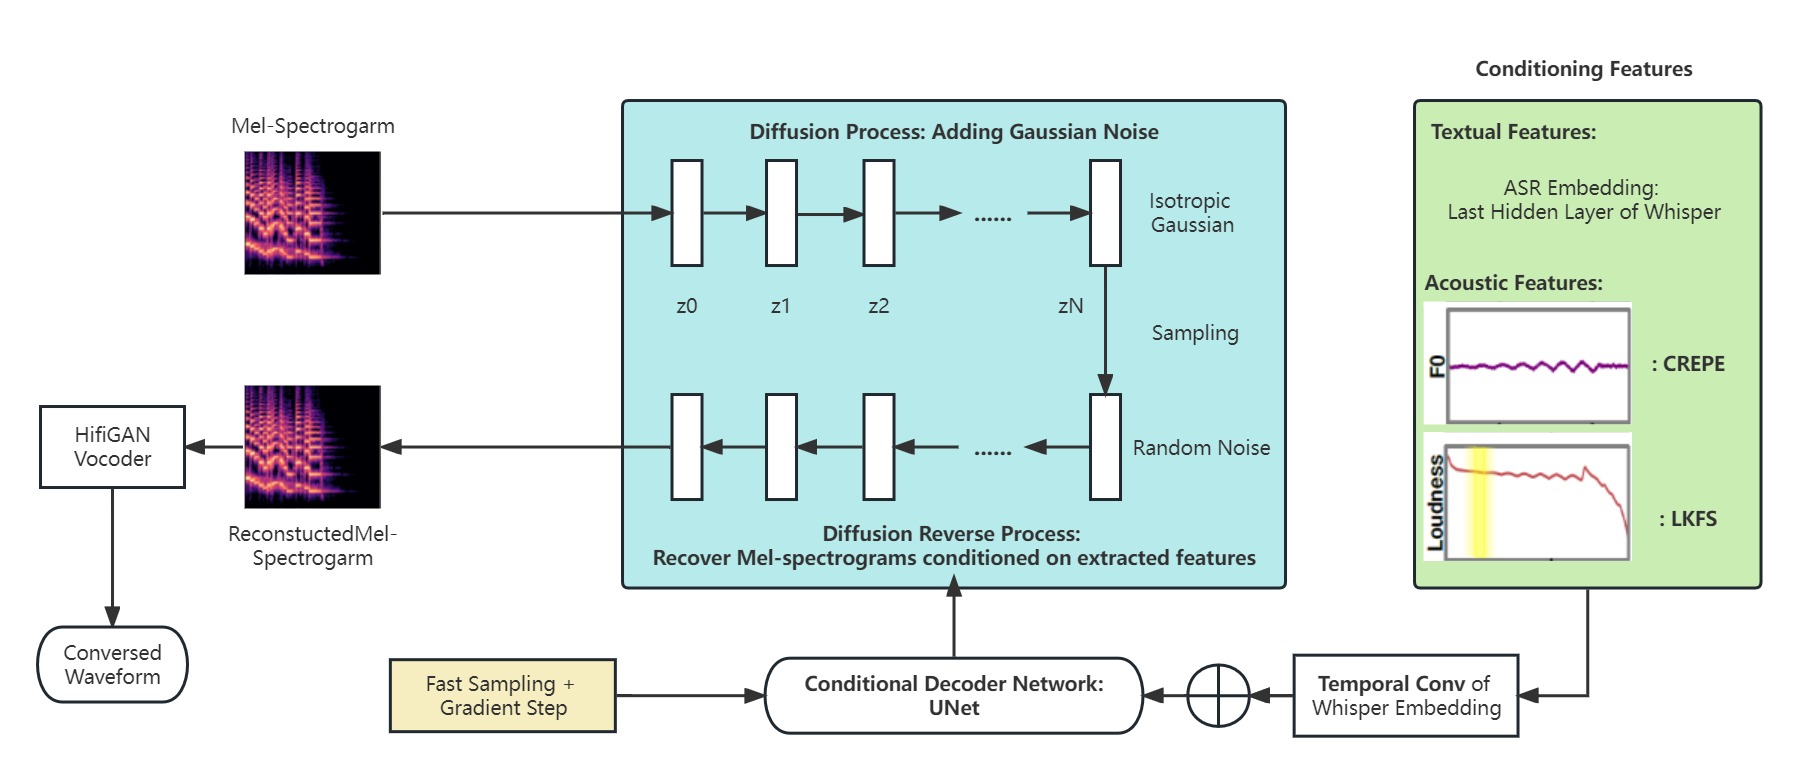 Conditioning Features
Mel-Spectrogarm
Diffusion Process: Adding Gaussian Noise
Isotropic
Gaussian
......
z0
z1
z2
zN
Sampling
Textual Features:
ASR Embedding:
Last Hidden Layer of Whisper
Acoustic Features:
F0
: CREPE
Loudness
: LKFS
HifiGAN
Vocoder
......
Random Noise
ReconstuctedMel-
Spectrogarm
Diffusion Reverse Process:
Recover Mel-spectrograms conditioned on extracted features
Conversed
Waveform
Fast Sampling +
Gradient Step
Conditional Decoder Network:
UNet
Temporal Conv of
Whisper Embedding